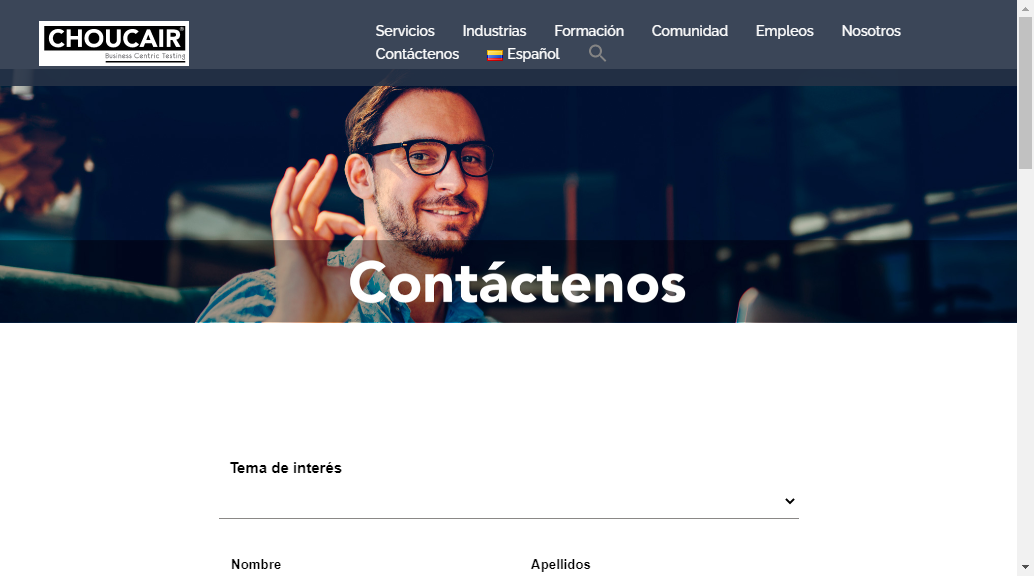 CHOUCAIR
Business Centric Testing
Servicios Industrias Formación Comunidad Empleos Nosotros
Contáctenos Español
Contáctenos
Tema de interés
Nombre Apellidos